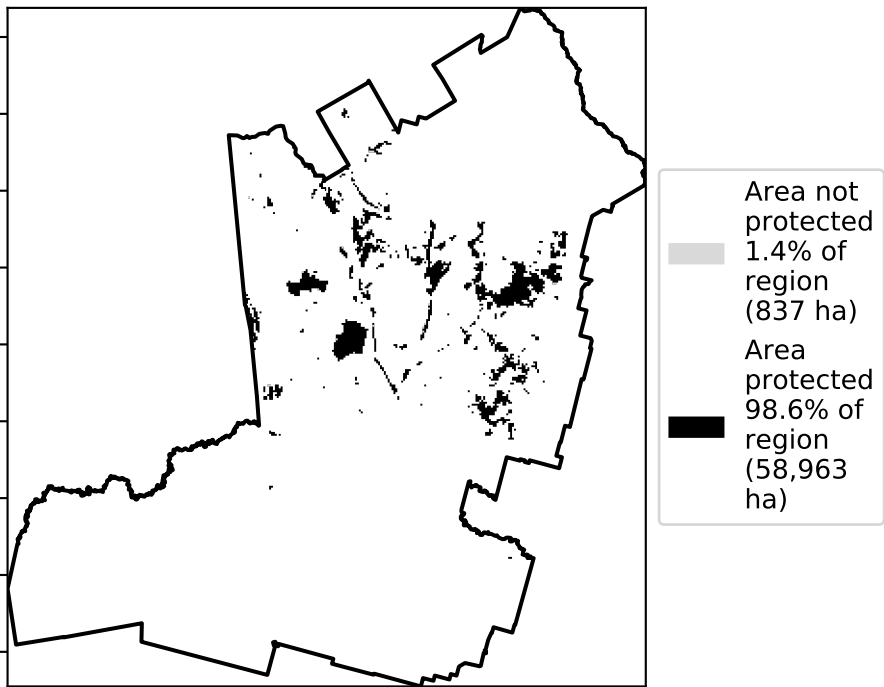 Area not
protected
1.4% of
region
(837 ha)
Area
protected
98.6% of
region
(58,963
ha)